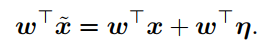 w⊤x̃ = w⊤x + w⊤η.